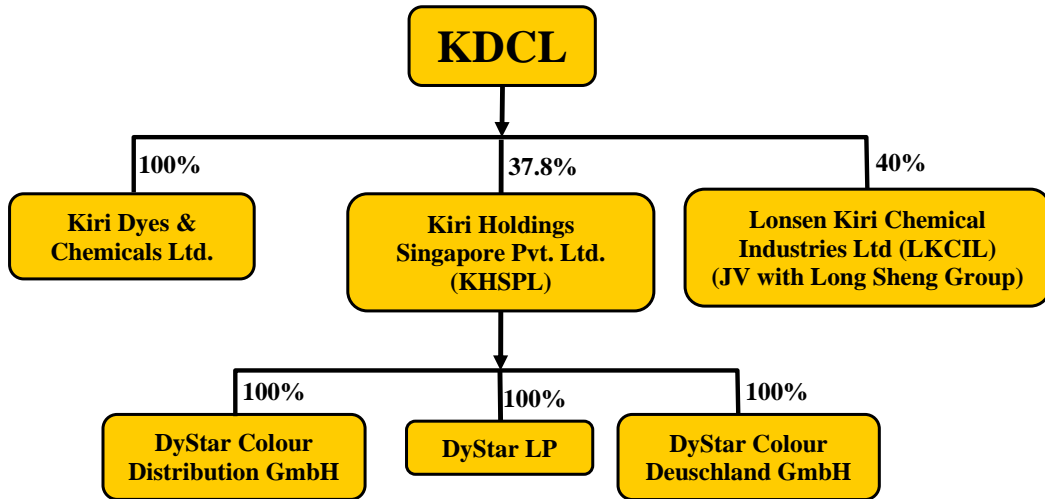 KDCL
100%
37.8%
40%
Kiri Dyes &
Chemicals Ltd.
Kiri Holdings
Singapore Pvt. Ltd.
(KHSPL)
Lonsen Kiri Chemical
Industries Ltd (LKCIL)
(JV with Long Sheng Group)
100%
100%
100%
DyStar Colour
Distribution GmbH
DyStar LP
DyStar Colour
Deuschland GmbH